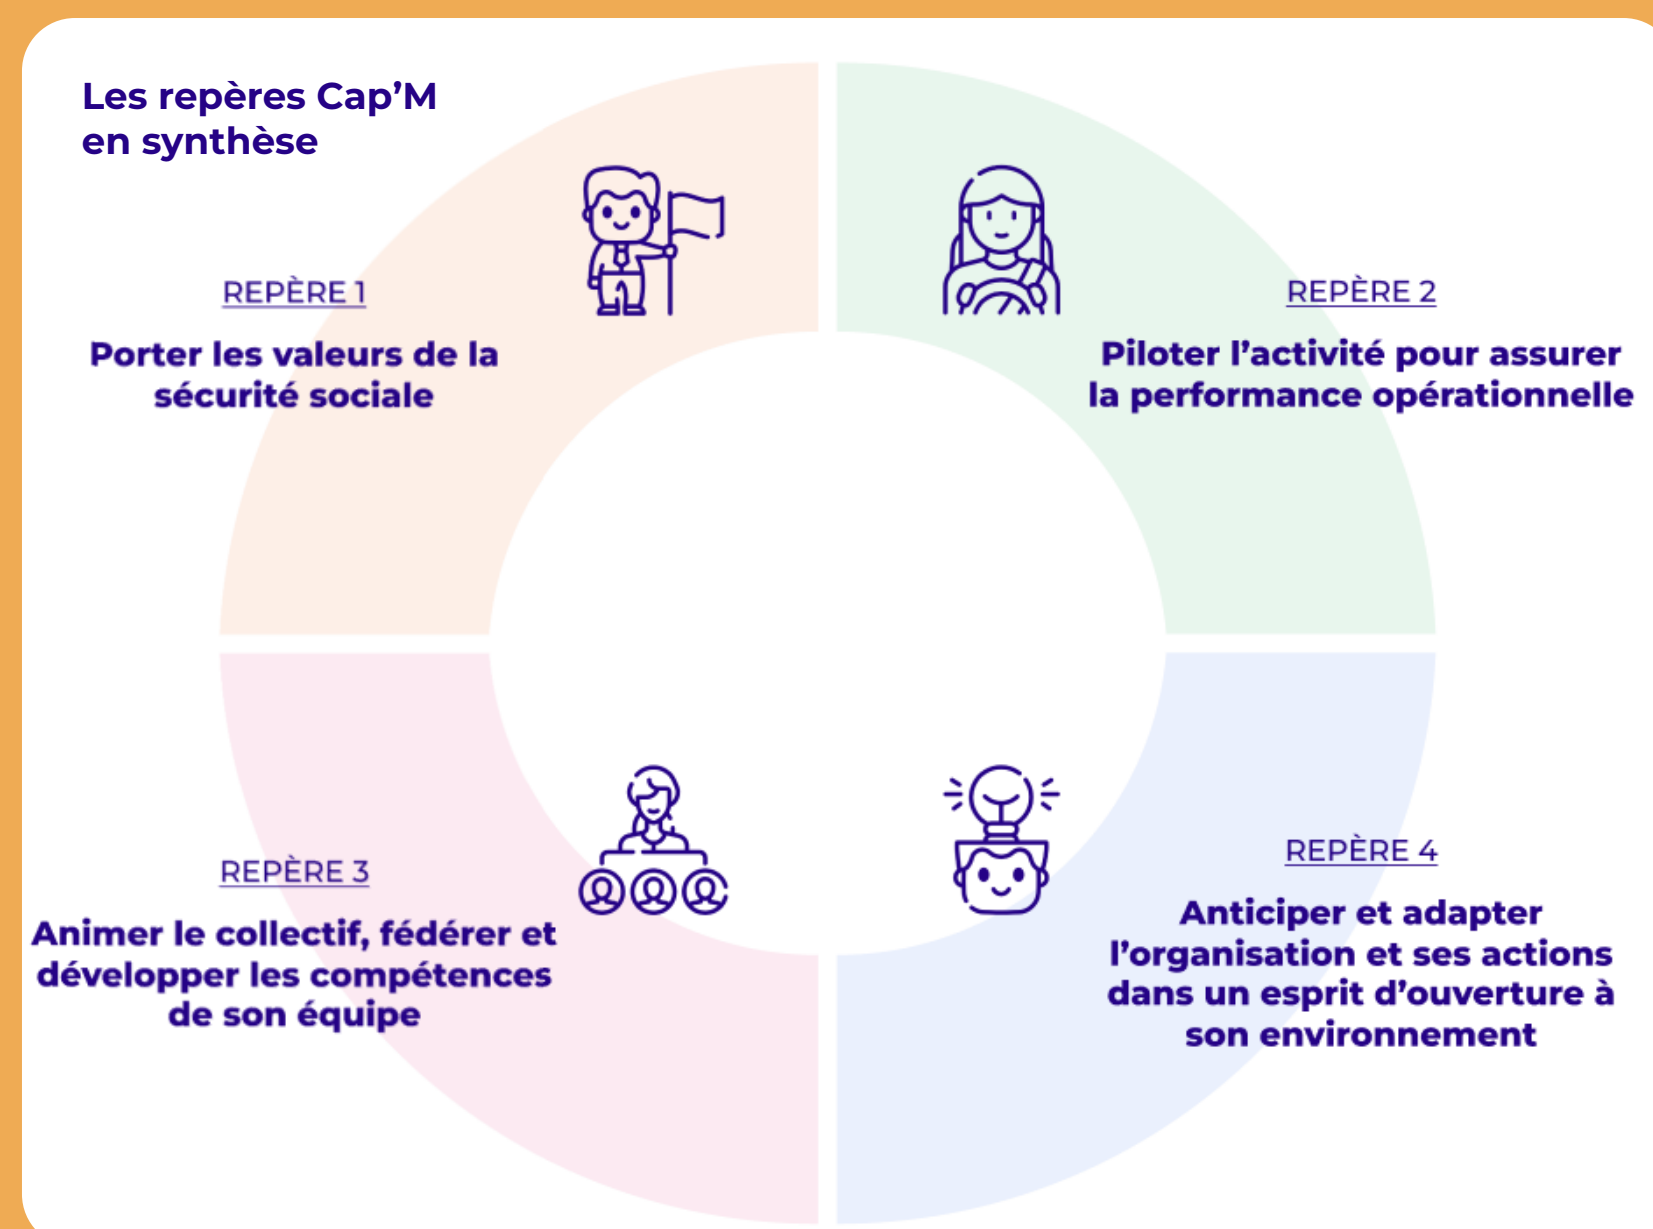 Les repères Cap’M
en synthèse
REPÈRE 1
Porter les valeurs de la
sécurité sociale
REPÈRE 2
Piloter l’activité pour assurer
la performance opérationnelle
REPÈRE 3
Animer le collectif, fédérer et
développer les compétences
de son équipe
REPÈRE 4
Anticiper et adapter
l’organisation et ses actions
dans un esprit d’ouverture à
son environnement